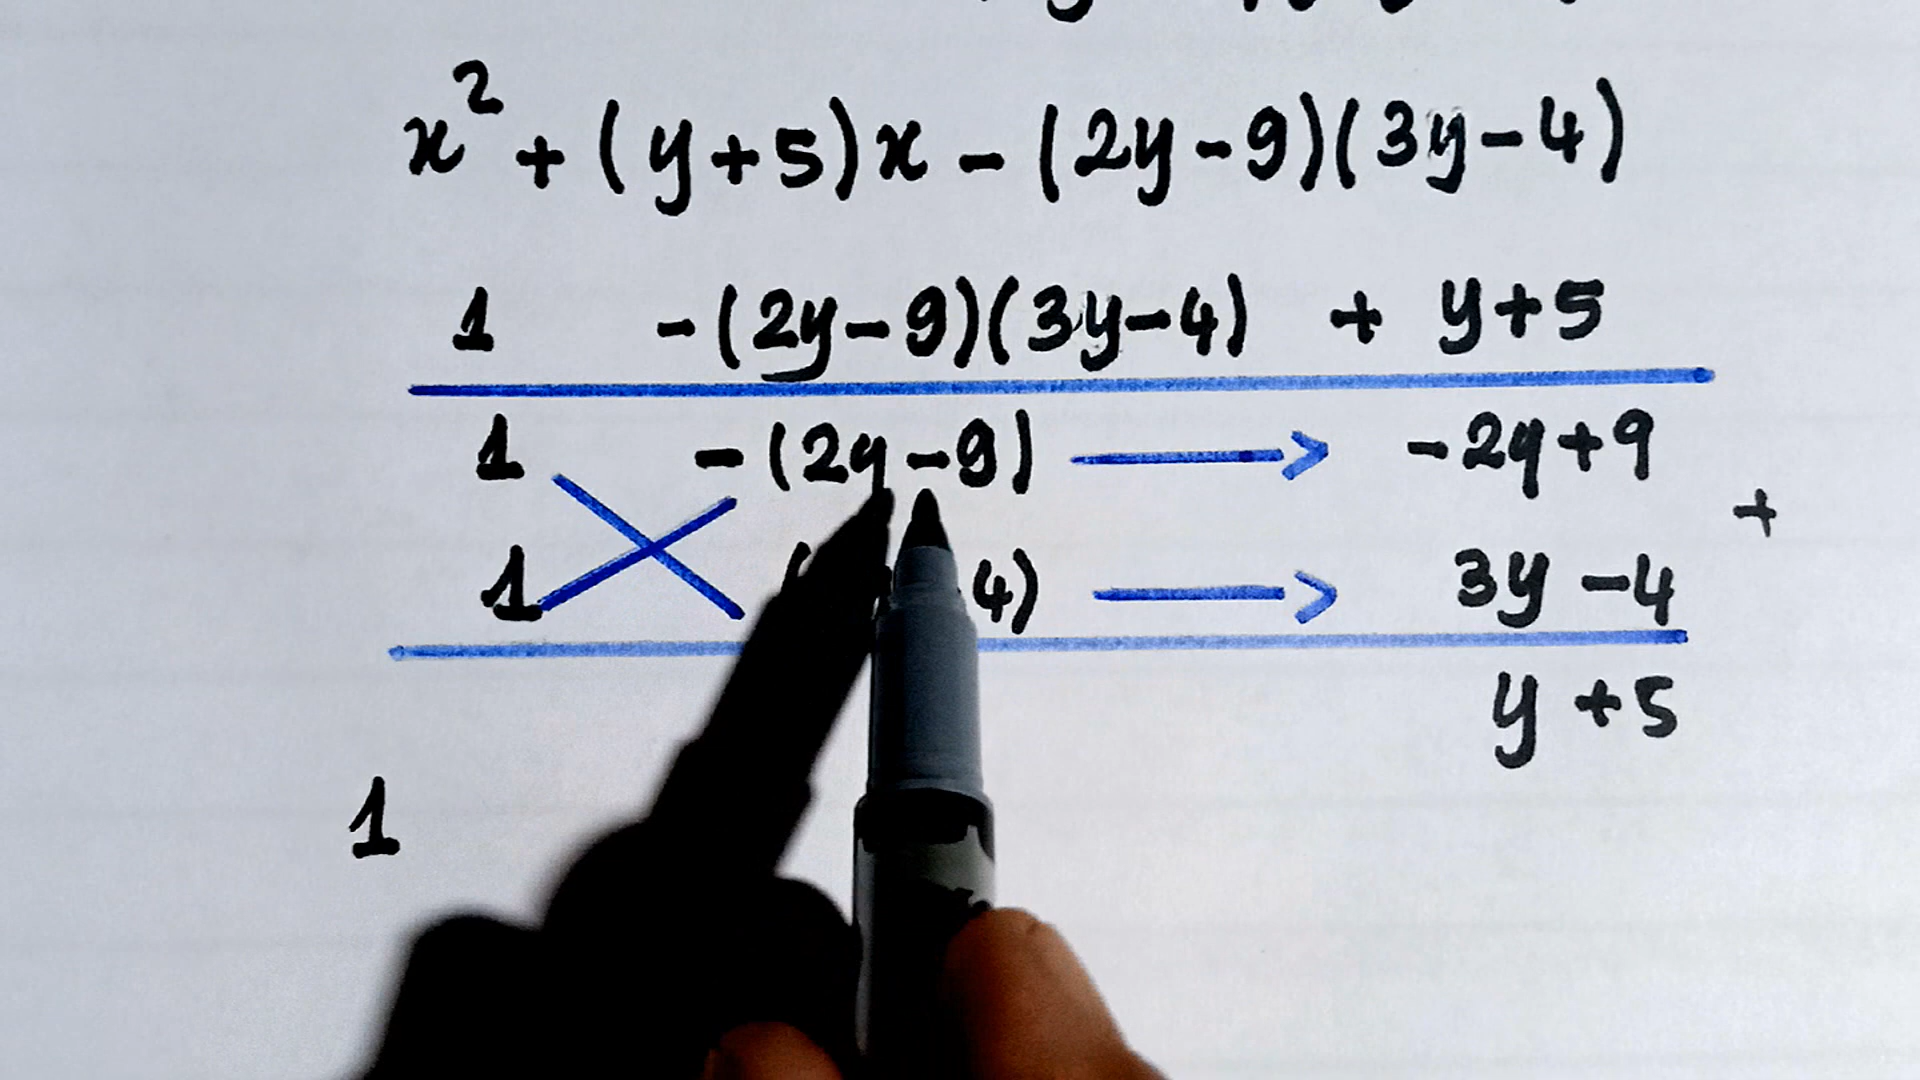 x² + (y+5)x - (2y-9)(3y-4)
1 -(2y-9)(3y-4) + y+5
1 -(2y-9) → -2y+9
+
1 4) → 3y -4
y +5
1